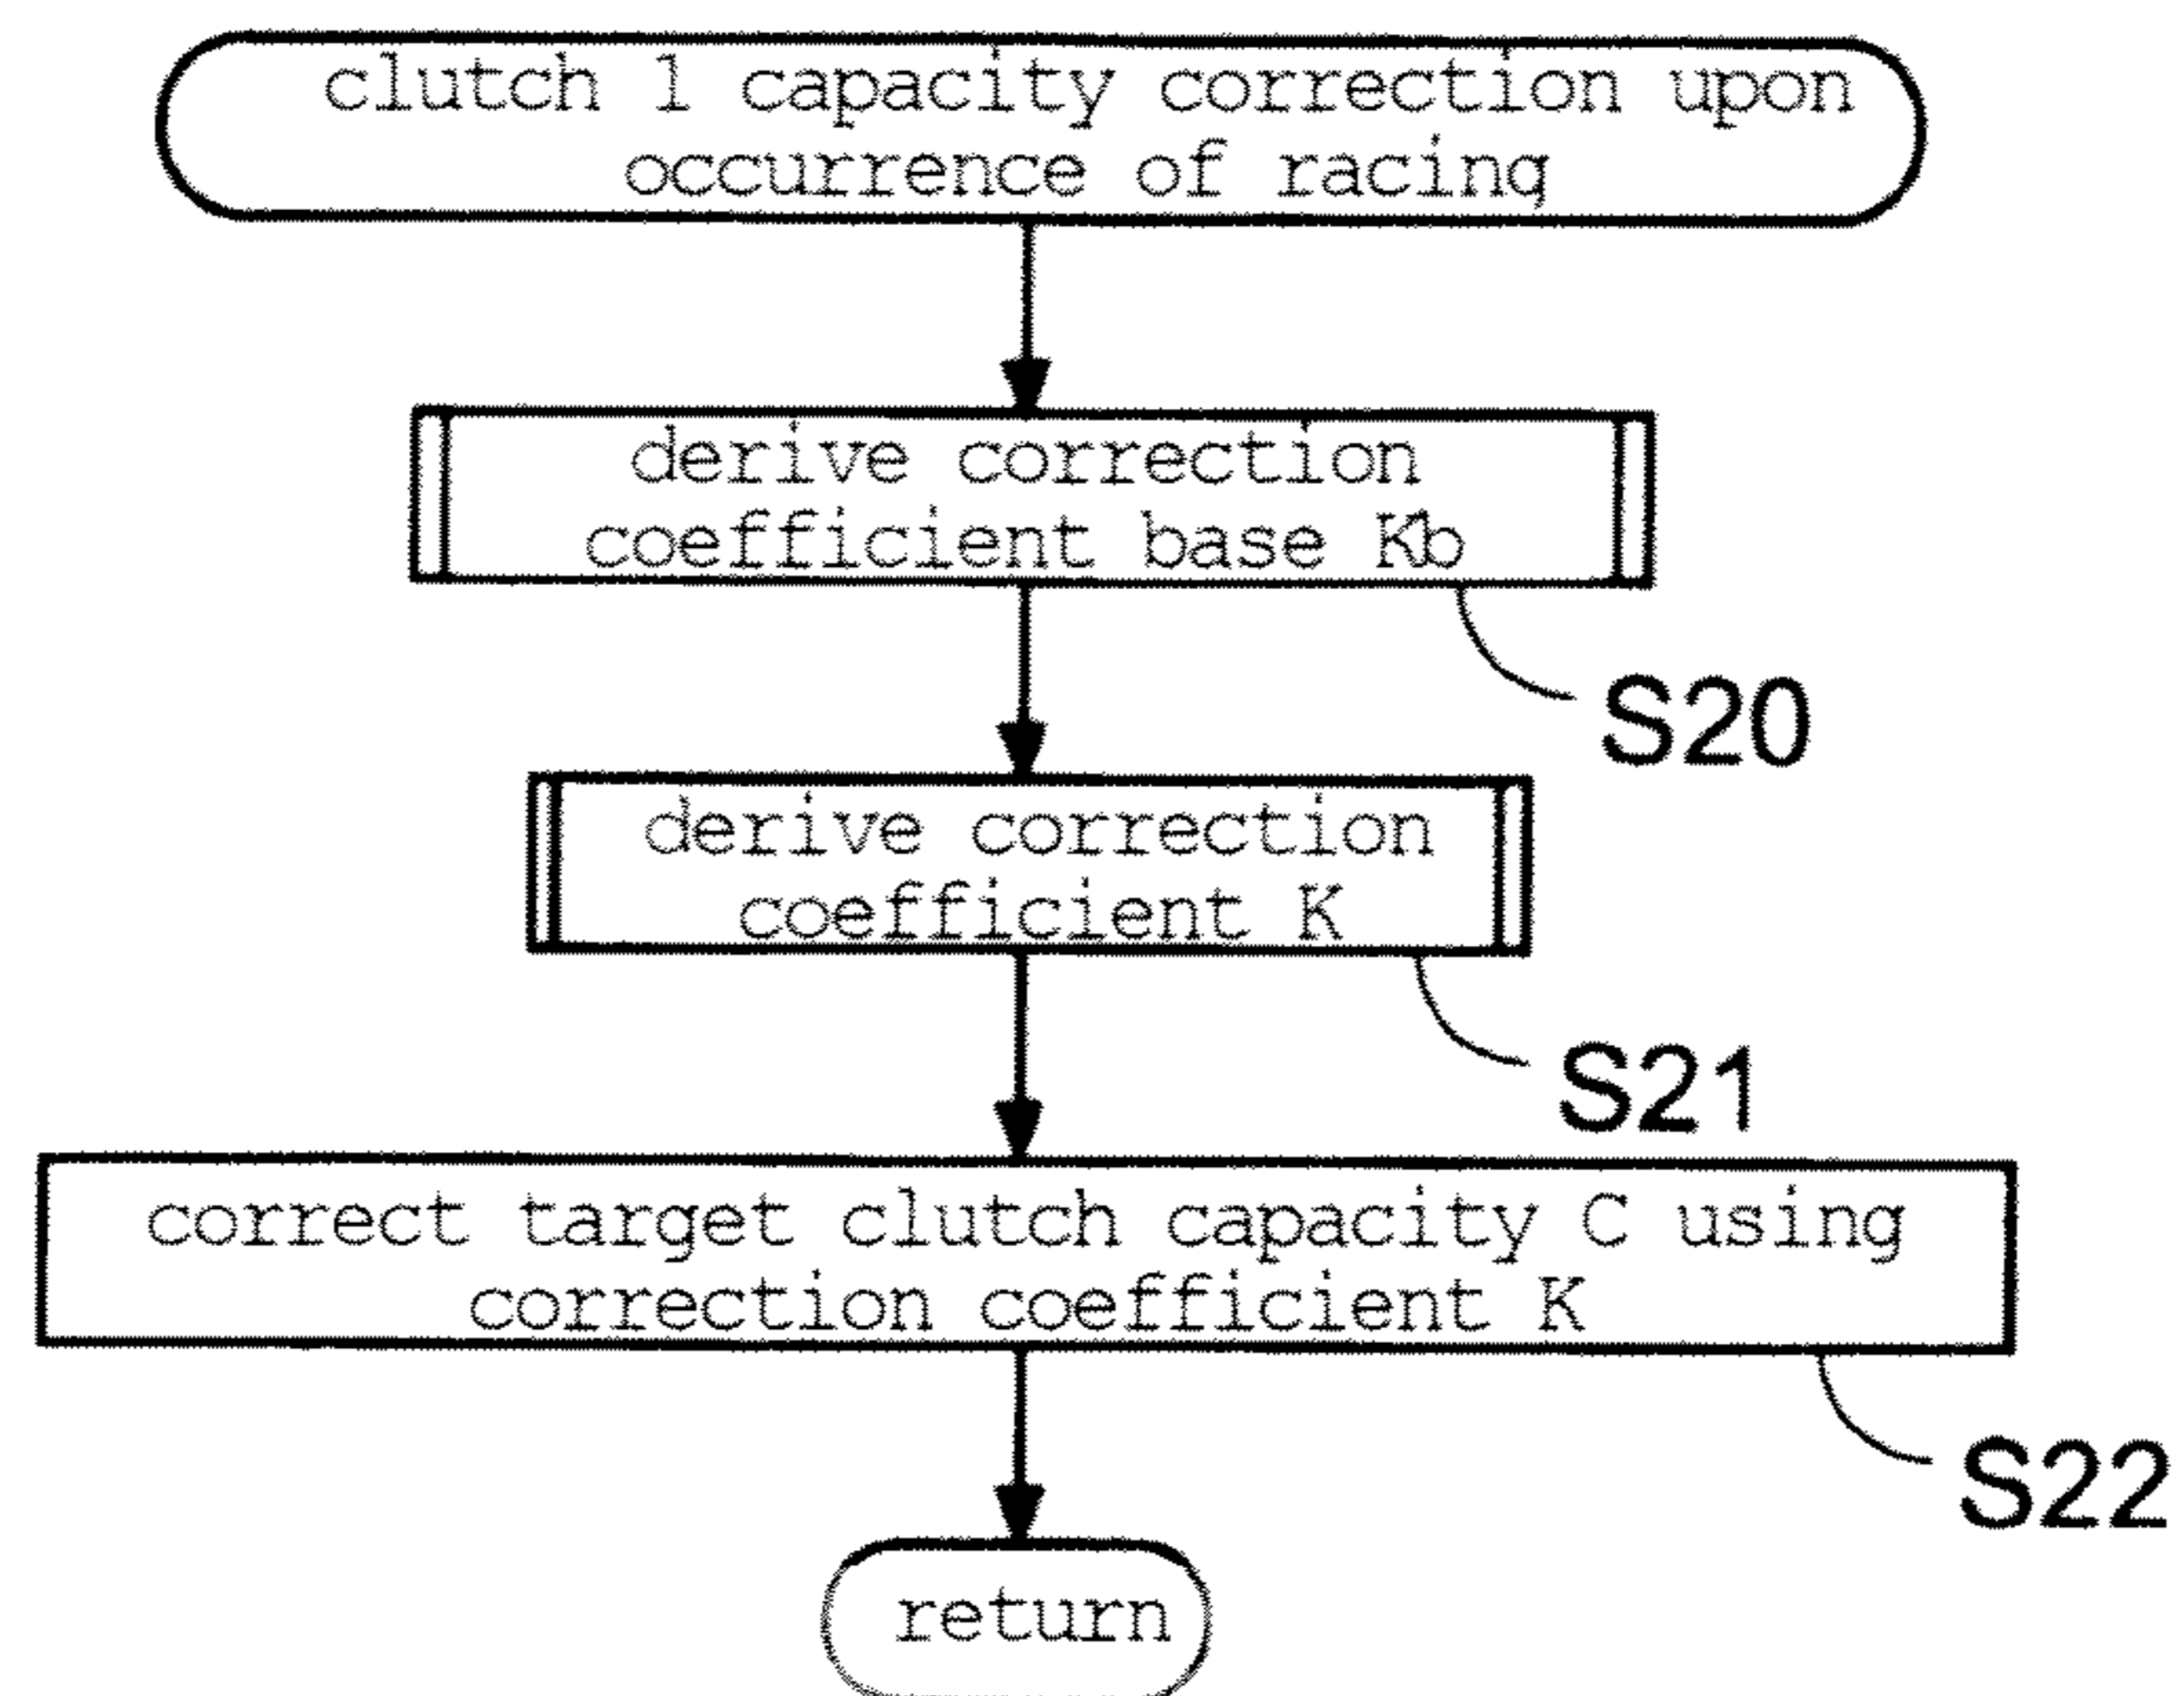 clutch 1 capacity correction upon
occurrence of racing
derive correction
coefficient base Kb
S20
derive correction
coefficient K
S21
correct target clutch capacity C using
correction coefficient K
S22
return